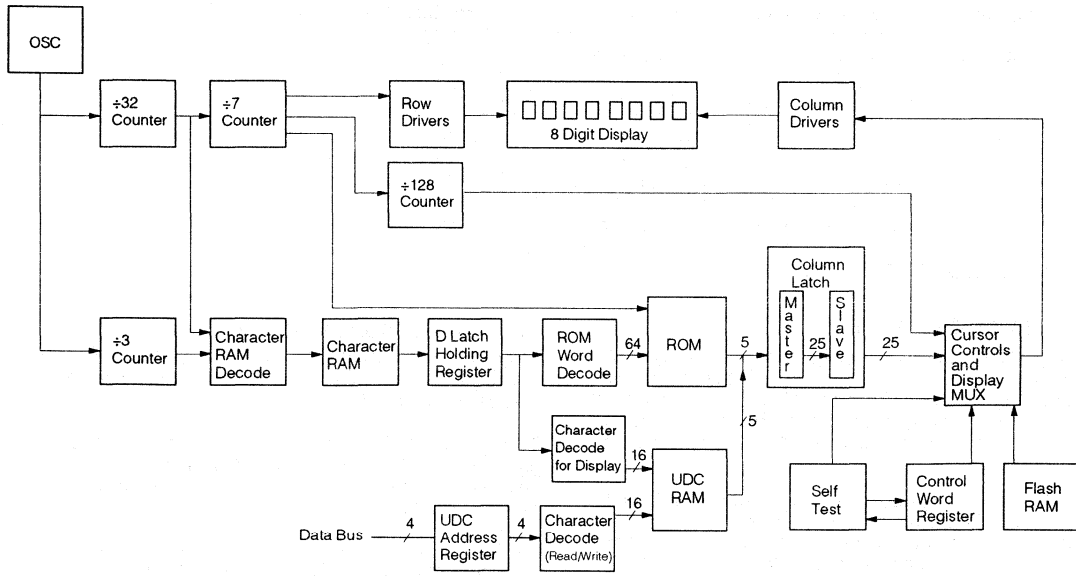 OSC
÷32
Counter
÷7
Counter
Row
Drivers
8 Digit Display
Column
Drivers
÷128
Counter
Column
Latch
Master
25
Slave
25
÷3
Counter
Character
RAM
Decode
Character
RAM
D Latch
Holding
Register
ROM
Word
Decode
64
ROM
5
Cursor
Controls
and
Display
MUX
Character
Decode
for Display
16
5
UDC
RAM
16
Data Bus
4
UDC
Address
Register
4
Character
Decode
(Read/Write)
Self
Test
Control
Word
Register
Flash
RAM